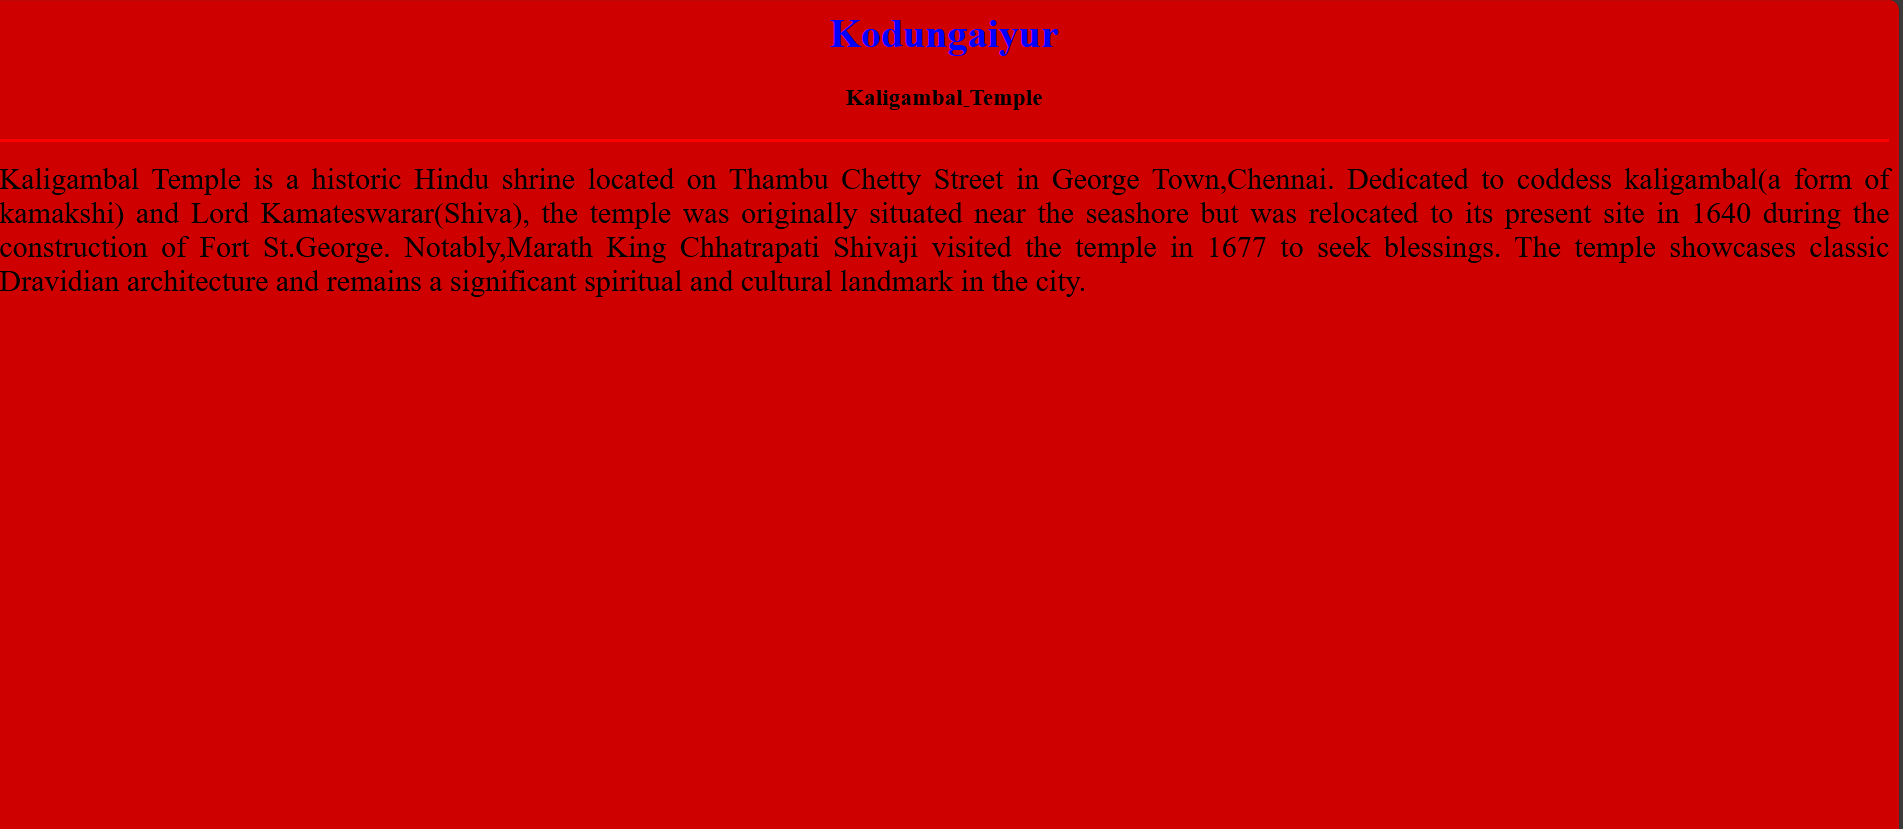 Kodungaiyur
Kaligambal_Temple
Kaligambal Temple is a historic Hindu shrine located on Thambu Chetty Street in George Town,Chennai. Dedicated to coddess kaligambal(a form of
kamakshi) and Lord Kamateswarar(Shiva), the temple was originally situated near the seashore but was relocated to its present site in 1640 during the
construction of Fort St.George. Notably,Marath King Chhatrapati Shivaji visited the temple in 1677 to seek blessings. The temple showcases classic
Dravidian architecture and remains a significant spiritual and cultural landmark in the city.